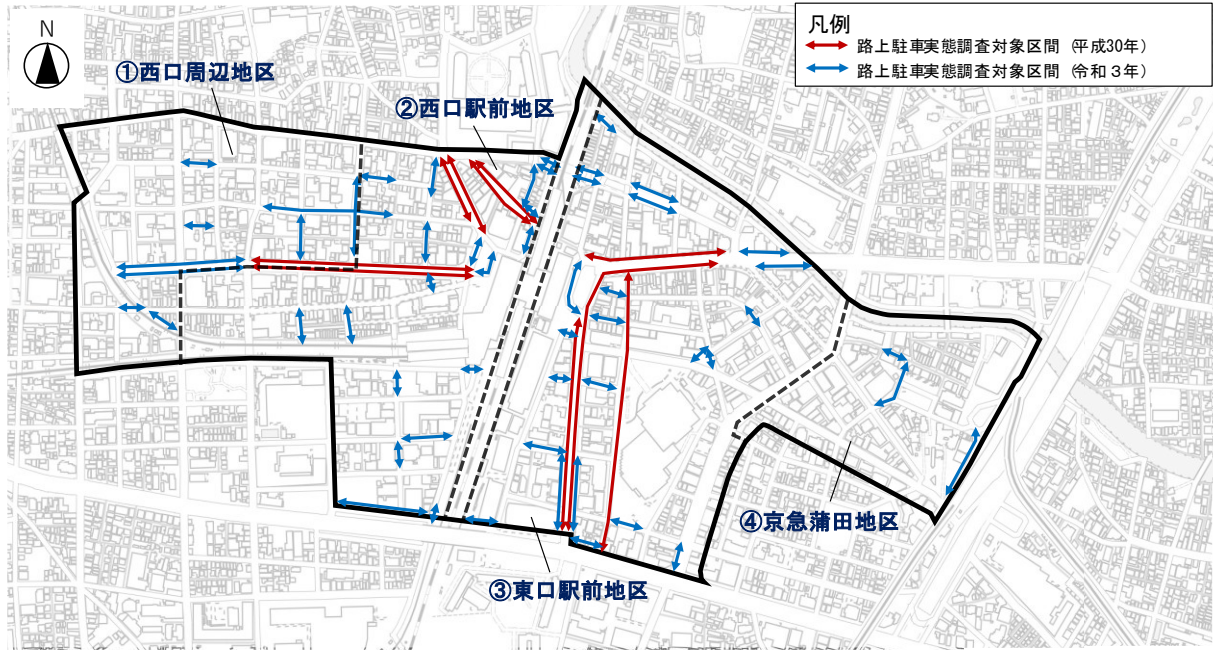 N
凡例
路上駐車実態調査対象区間（平成30年）
路上駐車実態調査対象区間（令和３年）
①西口周辺地区
②西口駅前地区
④京急蒲田地区
③東口駅前地区